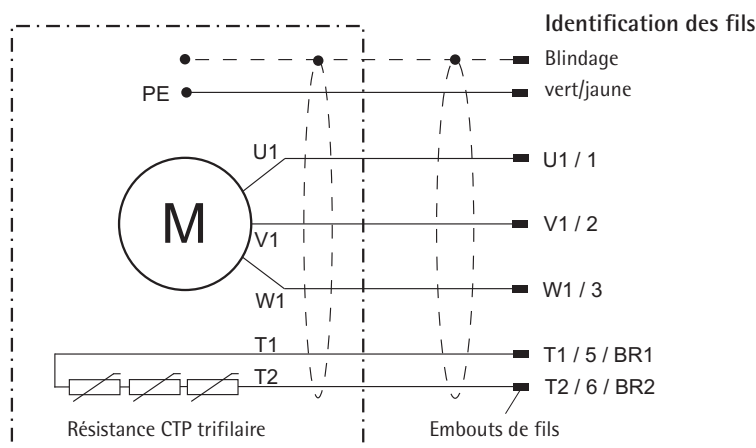 Identification des fils
Blindage
PE
vert/jaune
U1
U1 / 1
M
V1
V1 / 2
W1
W1 / 3
T1
T1 / 5 / BR1
T2
T2 / 6 / BR2
Résistance CTP trifilaire
Embouts de fils